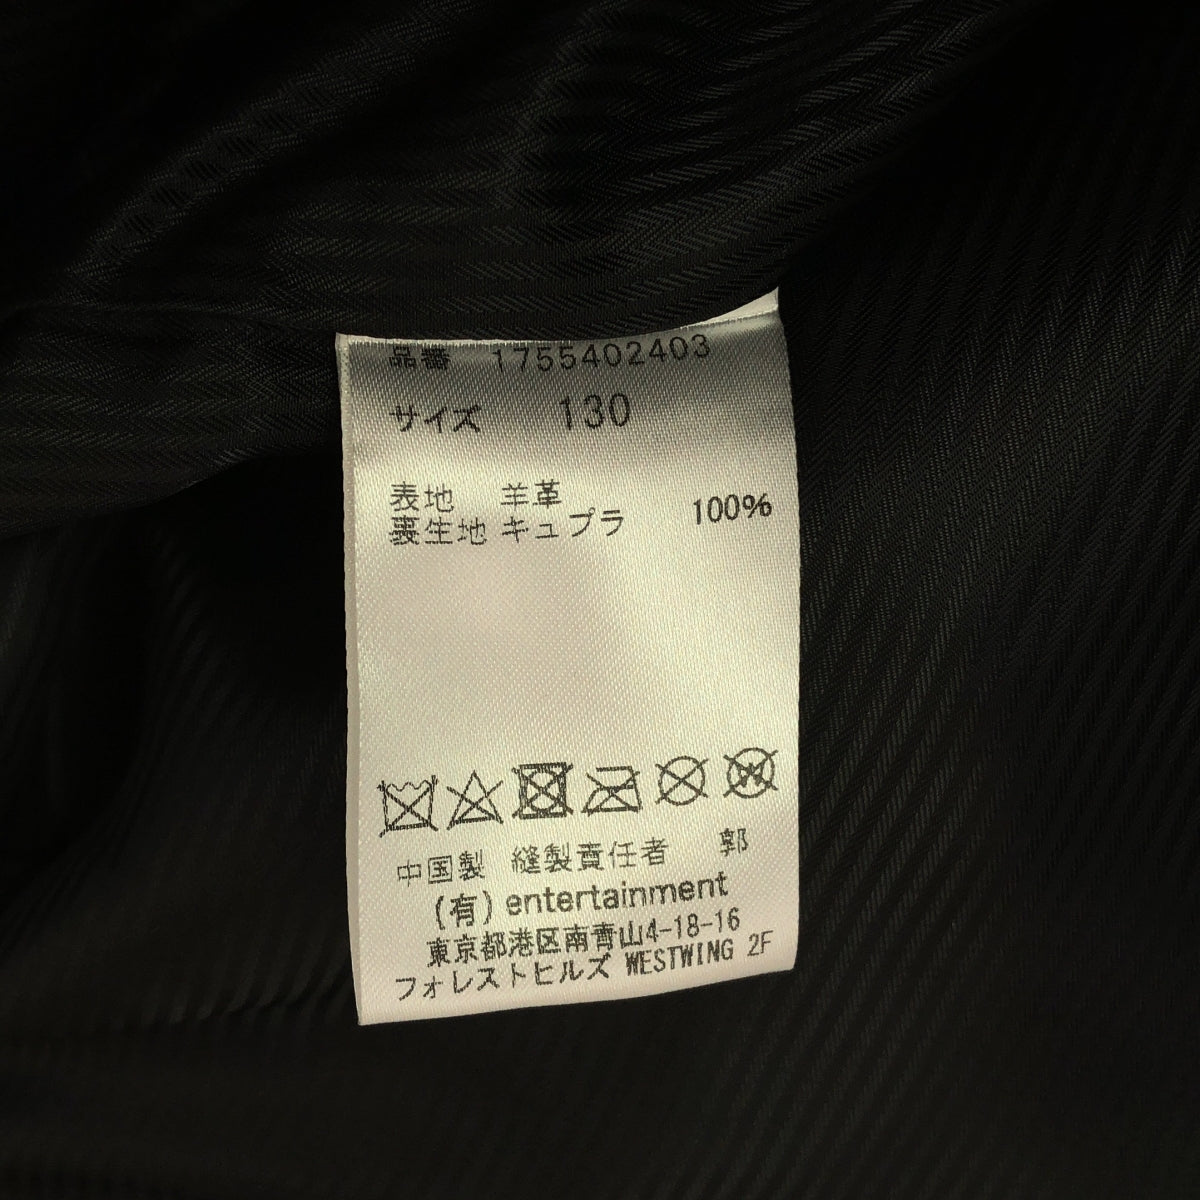 品番 1755402403
サイズ 130
表地 羊革
裏生地 キュプラ 100%
W
中国製 縫製責任者 郭
(有) entertainment
東京都港区南青山4-18-16
フォレストヒルズ WESTWING 2F